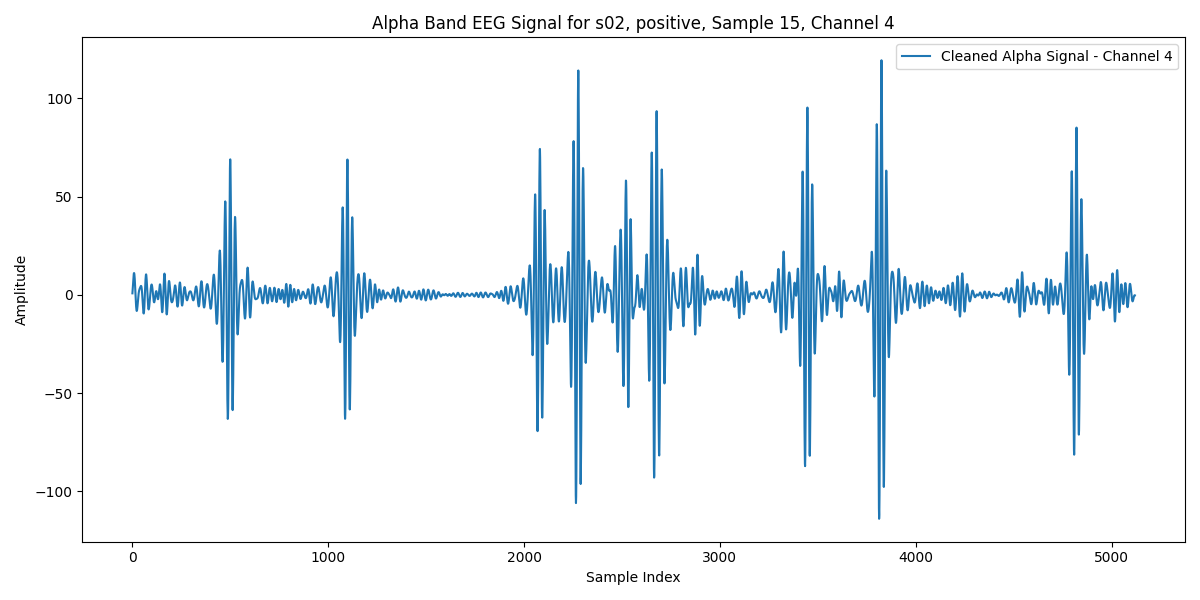 Alpha Band EEG Signal for s02, positive, Sample 15, Channel 4
Cleaned Alpha Signal - Channel 4
Amplitude
100
50
0
−50
−100
0 1000 2000 3000 4000 5000
Sample Index